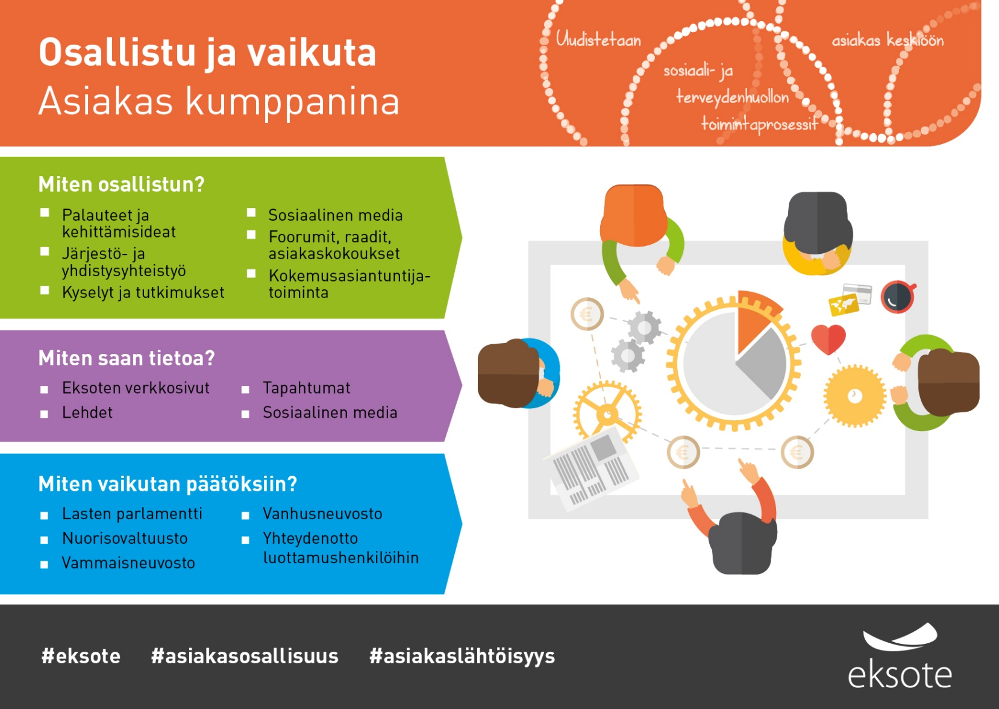 Osallistu ja vaikuta
Asiakas kumppanina
Uudistetaan
sosiaali- ja
terveydenhuollon
toimintaprosessit
asiakas keskiöön
Miten osallistun?
Palauteet ja
kehittämisideat
Järjestö- ja
yhdistysyhteistyö
Kyselyt ja tutkimukset
Sosiaalinen media
Foorumit, raadit,
asiakaskokoukset
Kokemusasiantuntija-
toiminta
Miten saan tietoa?
Eksoten verkkosivut
Lehdet
Tapahtumat
Sosiaalinen media
Miten vaikutan päätöksiin?
Lasten parlamentti
Nuorisovaltuusto
Vammaisneuvosto
Vanhusneuvosto
Yhteydenotto
luottamushenkilöihin
€
€
€
CARD
#eksote #asiakasosallisuus #asiakaslähtöisyys
eksote